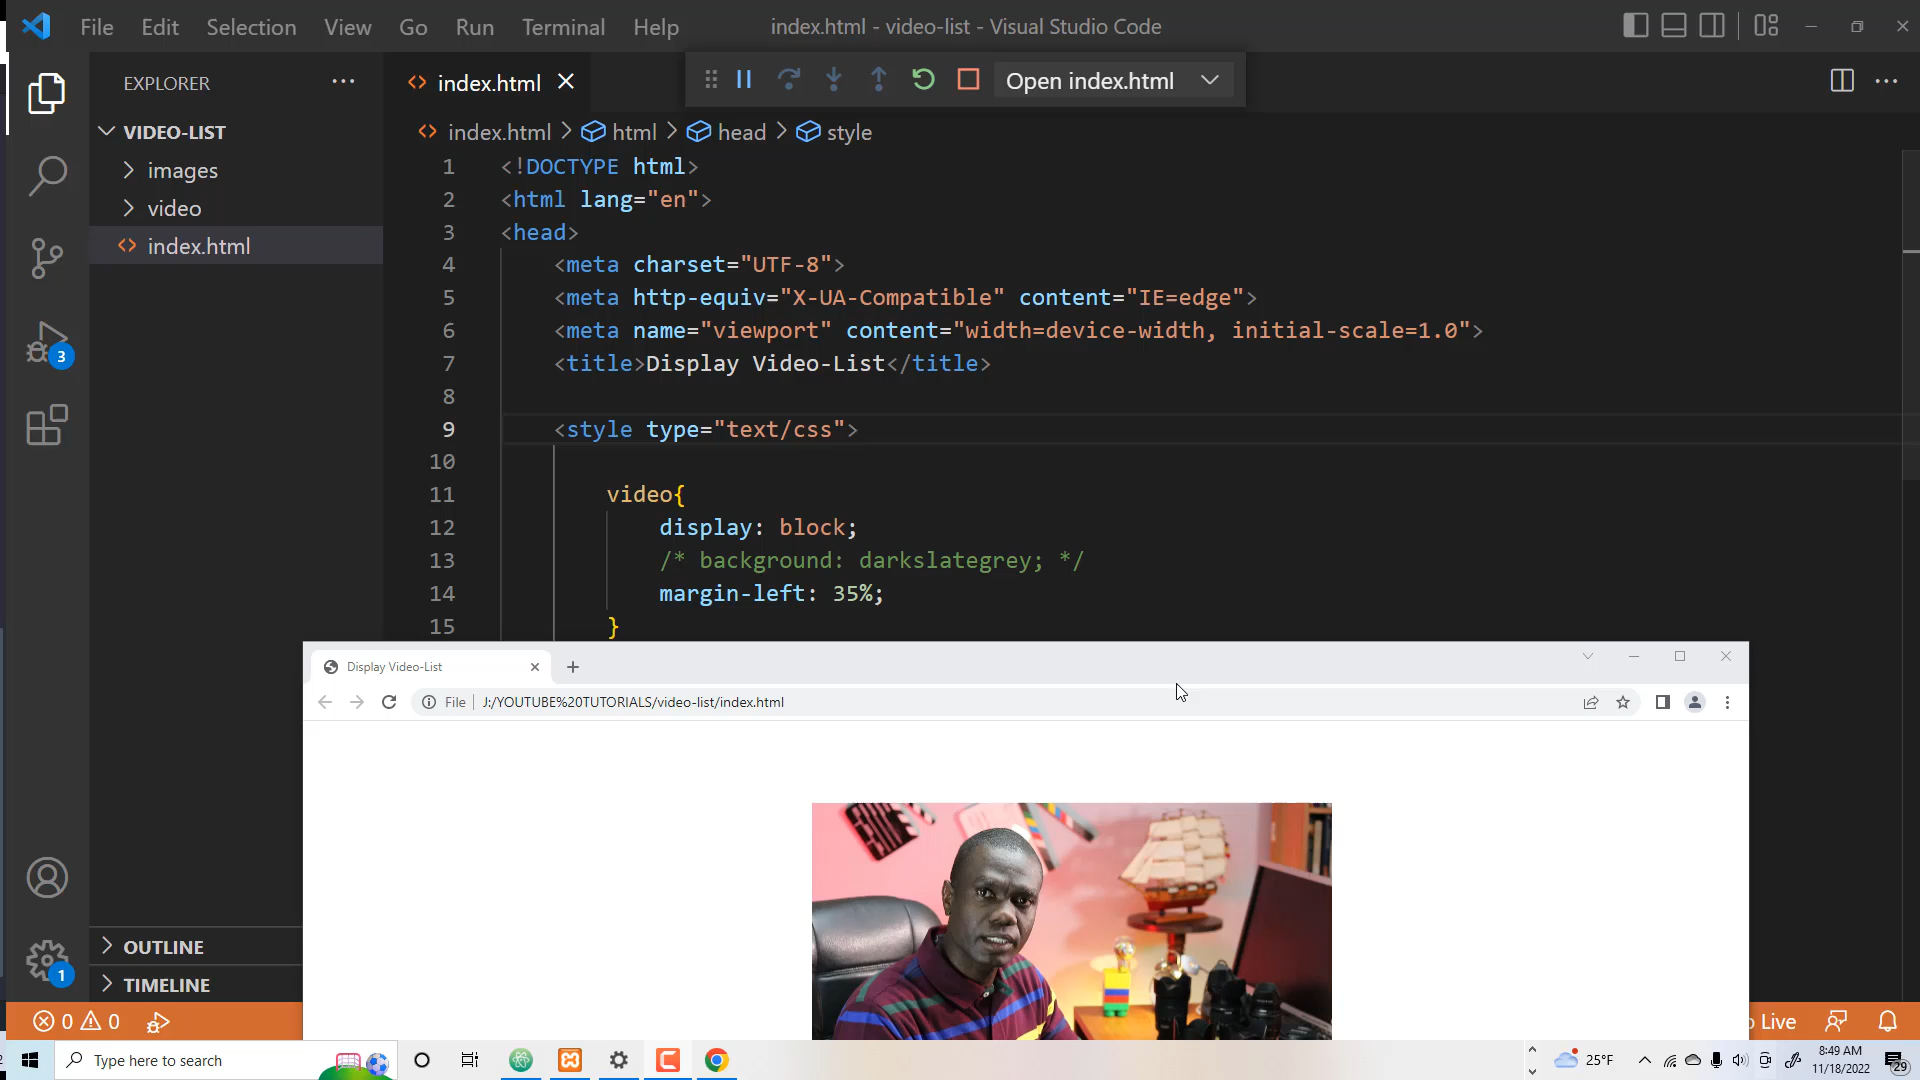 File Edit Selection View Go Run Terminal Help index.html - video-list - Visual Studio Code
EXPLORER ···
index.html
Open index.html
VIDEO-LIST
index.html > html > head > style
images
video
index.html
1 <!DOCTYPE html>
2 <html lang="en">
3 <head>
4 <meta charset="UTF-8">
5 <meta http-equiv="X-UA-Compatible" content="IE=edge">
6 <meta name="viewport" content="width=device-width, initial-scale=1.0">
7 <title>Display Video-List</title>
8
9 <style type="text/css">
10
11 video{
12 display: block;
13 /* background: darkslategrey; */
14 margin-left: 35%;
15 }
3
Display Video-List
File J:/YOUTUBE%20TUTORIALS/video-list/index.html
OUTLINE
1
TIMELINE
0 0
Live
Type here to search
25°F
8:49 AM
11/18/2022
29